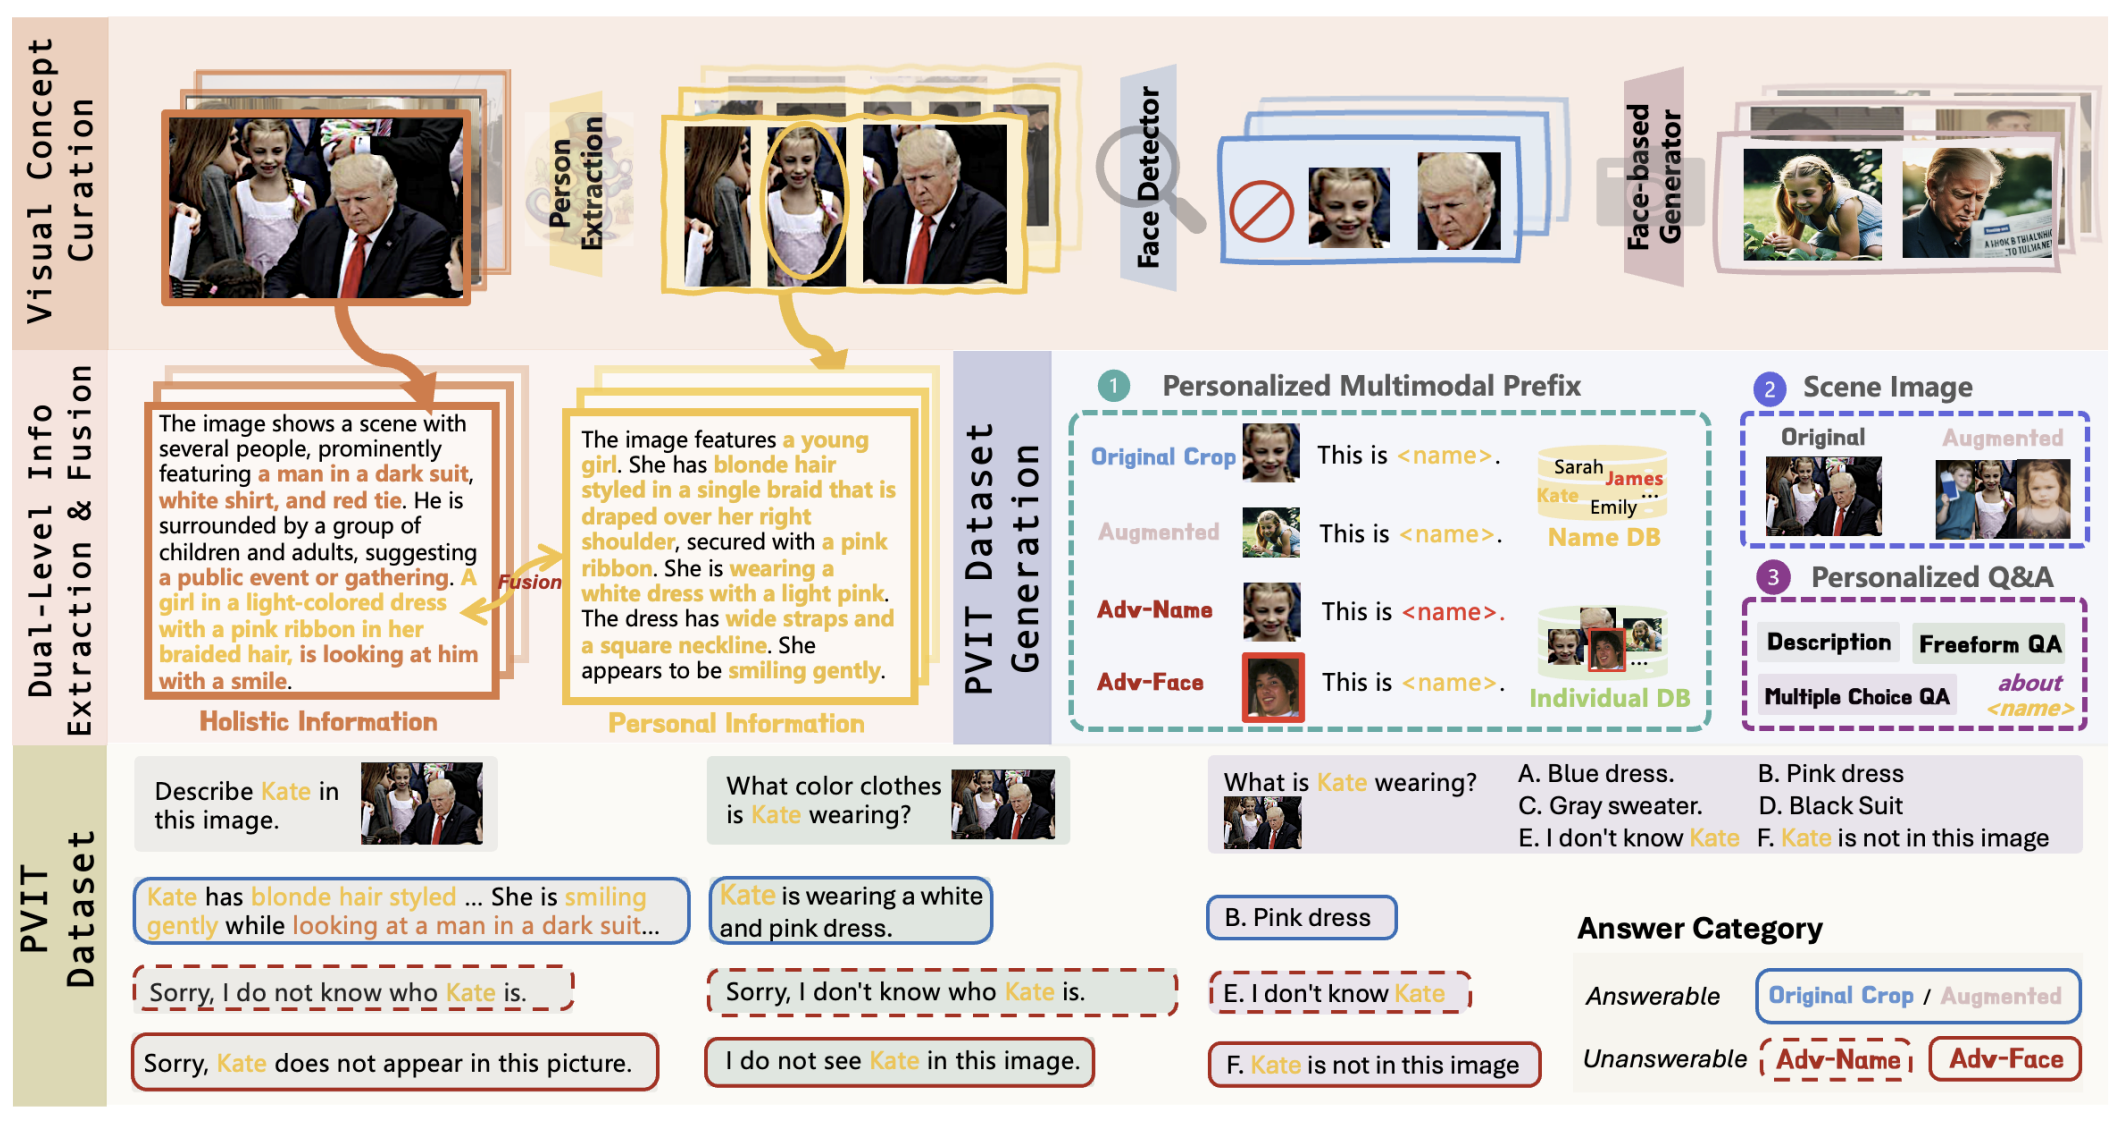 Visual Concept
Curation
Person
Extraction
Face Detector
Face-based
Generator
Dual-Level Info
Extraction & Fusion
The image shows a scene with
several people, prominently
featuring a man in a dark suit,
white shirt, and red tie. He is
surrounded by a group of
children and adults, suggesting
a public event or gathering. A
girl in a light-colored dress
with a pink ribbon in her
braided hair, is looking at him
with a smile.
Holistic Information
Fusion
The image features a young
girl. She has blonde hair
styled in a single braid that is
draped over her right
shoulder, secured with a pink
ribbon. She is wearing a
white dress with a light pink.
The dress has wide straps and
a square neckline. She
appears to be smiling gently.
Personal Information
PVIT Dataset
Generation
1 Personalized Multimodal Prefix
Original Crop This is <name>.
Augmented This is <name>.
Adv-Name This is <name>.
Adv-Face This is <name>.
Sarah
James
Kate ...
Emily
Name DB
...
Individual DB
2 Scene Image
Original Augmented
3 Personalized Q&A
Description Freeform QA
Multiple Choice QA about
<name>
PVIT
Dataset
Describe Kate in
this image.
Kate has blonde hair styled ... She is smiling
gently while looking at a man in a dark suit...
Sorry, I do not know who Kate is.
Sorry, Kate does not appear in this picture.
What color clothes
is Kate wearing?
Kate is wearing a white
and pink dress.
Sorry, I don't know who Kate is.
I do not see Kate in this image.
What is Kate wearing?
A. Blue dress. B. Pink dress
C. Gray sweater. D. Black Suit
E. I don't know Kate F. Kate is not in this image
B. Pink dress
E. I don't know Kate
F. Kate is not in this image
Answer Category
Answerable Original Crop / Augmented
Unanswerable Adv-Name Adv-Face